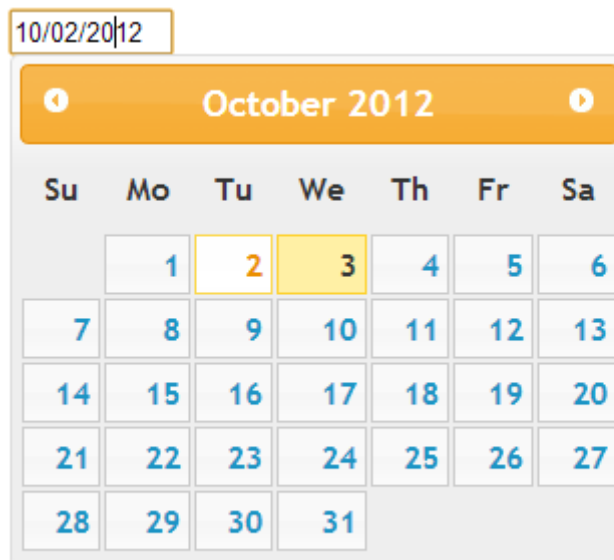 10/02/2012
October 2012
Su Mo Tu We Th Fr Sa
1 2 3 4 5 6
7 8 9 10 11 12 13
14 15 16 17 18 19 20
21 22 23 24 25 26 27
28 29 30 31